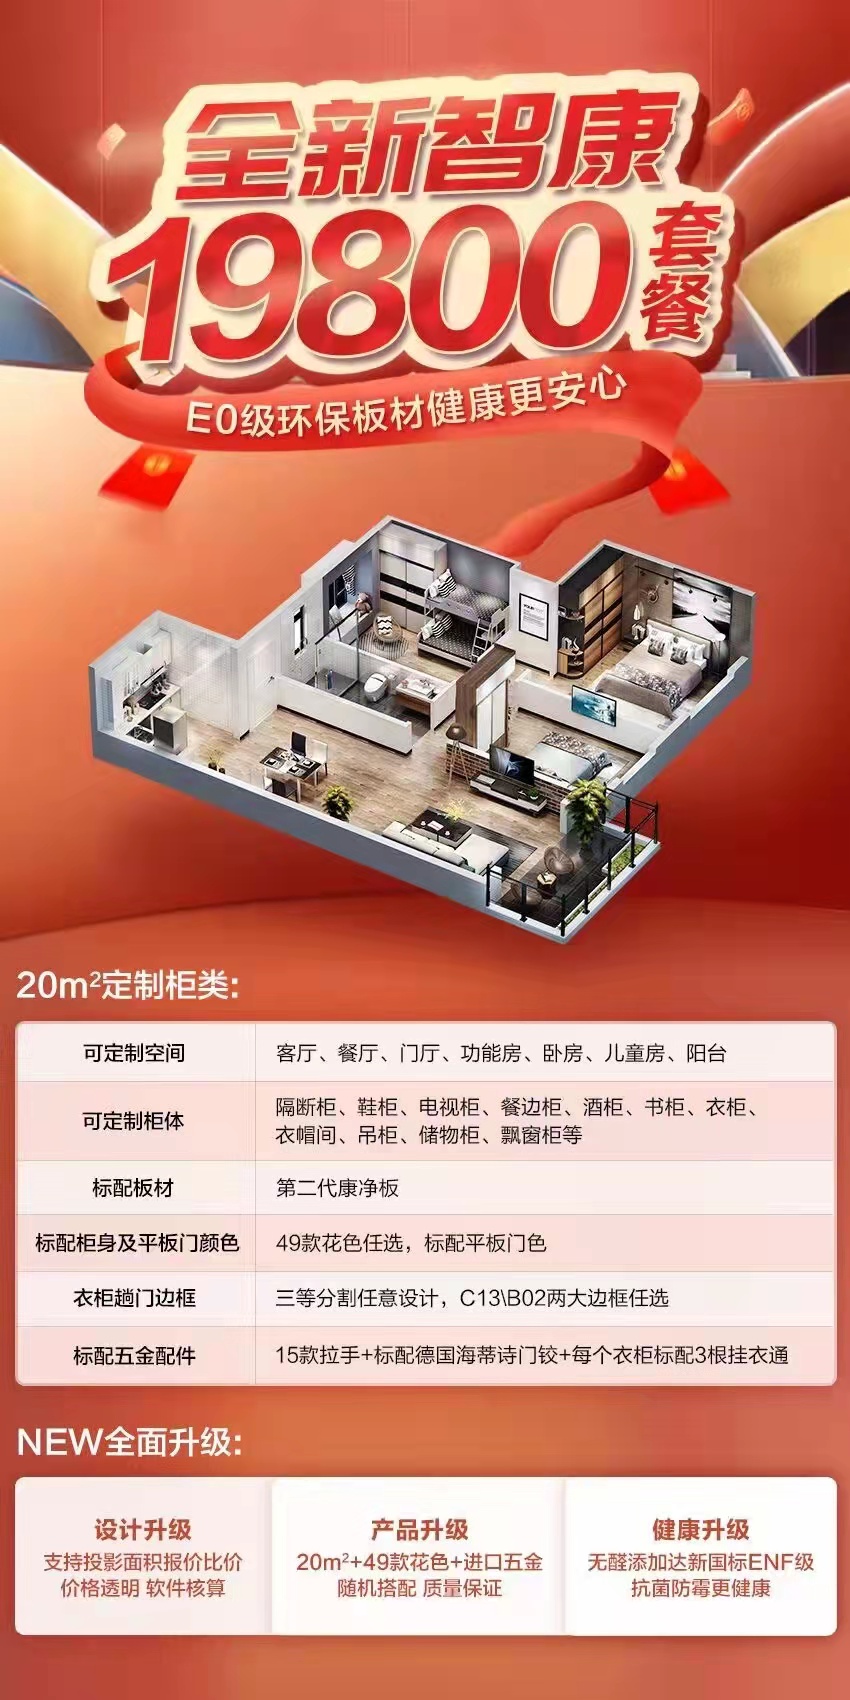 全新智康
19800套餐
E0级环保板材健康更安心
20m²定制柜类:
可定制空间 客厅、餐厅、门厅、功能房、卧房、儿童房、阳台
可定制柜体 隔断柜、鞋柜、电视柜、餐边柜、酒柜、书柜、衣柜、
衣帽间、吊柜、储物柜、飘窗柜等
标配板材 第二代康净板
标配柜身及平板门颜色 49款花色任选，标配平板门色
衣柜趟门边框 三等分割任意设计，C13\B02两大边框任选
标配五金配件 15款拉手+标配德国海蒂诗门铰+每个衣柜标配3根挂衣通
NEW全面升级:
设计升级
支持投影面积报价比价
价格透明 软件核算
产品升级
20m²+49款花色+进口五金
随机搭配 质量保证
健康升级
无醛添加达新国标ENF级
抗菌防霉更健康